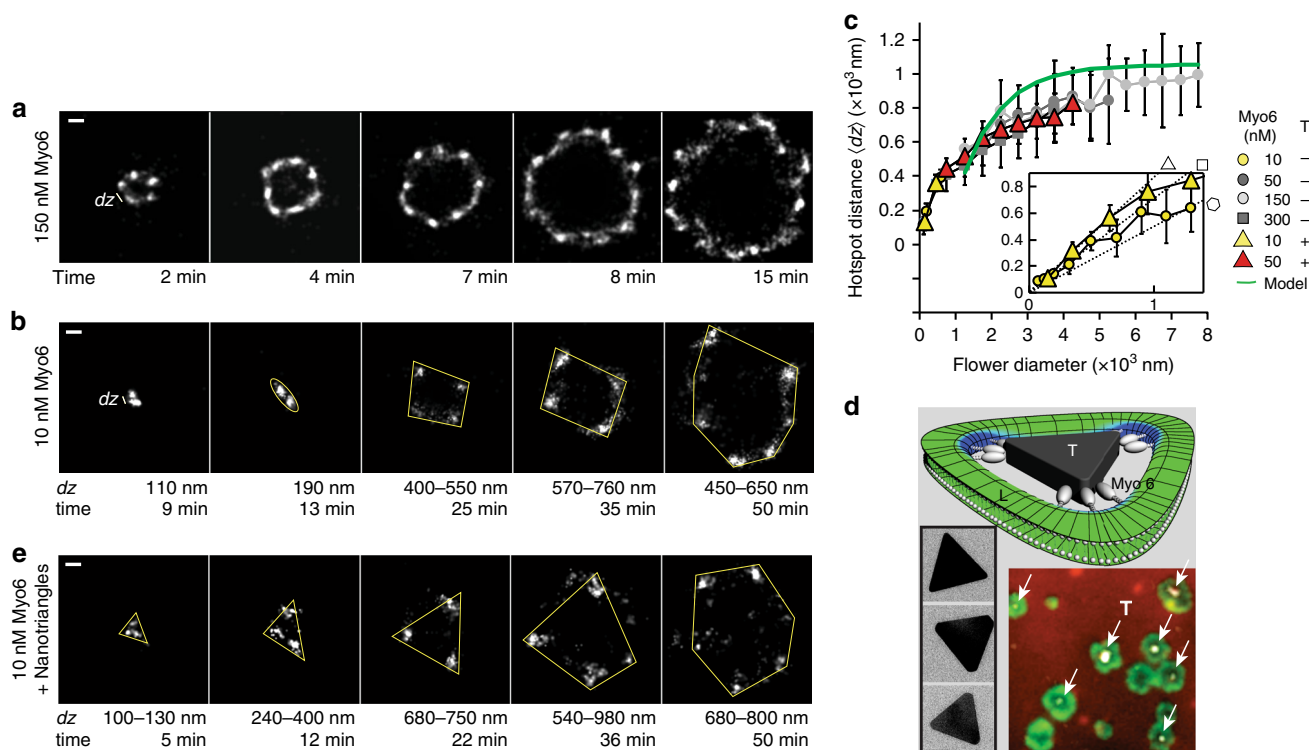 a
150 nM Myo6
dz
Time 2 min 4 min 7 min 8 min 15 min
b
10 nM Myo6
dz
dz 110 nm 190 nm 400–550 nm 570–760 nm 450–650 nm
time 9 min 13 min 25 min 35 min 50 min
e
10 nM Myo6
+ Nanotriangles
dz 100–130 nm 240–400 nm 680–750 nm 540–980 nm 680–800 nm
time 5 min 12 min 22 min 36 min 50 min
c
Hotspot distance ⟨dz⟩ (×10³ nm)
1.2
1
0.8
0.6
0.4
0.2
0
0 1 2 3 4 5 6 7 8
Flower diameter (×10³ nm)
0.8
0.6
0.4
0.2
0
0 1
Myo6 T
(nM)
10 –
50 –
150 –
300 –
10 +
50 +
Model
d
T
Myo 6
L
T